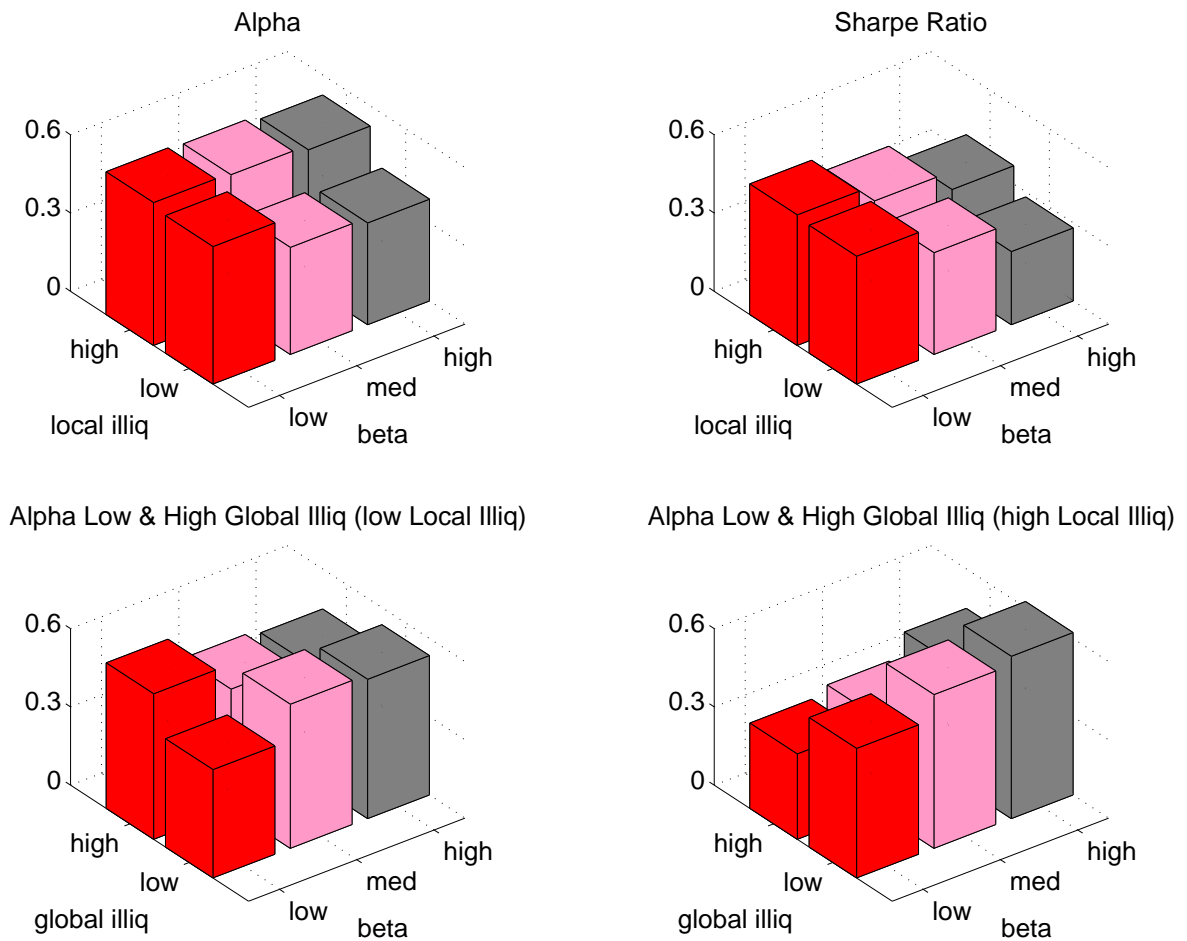 Alpha
0.6
0.3
0
high
low
local illiq
low
med
high
beta
Sharpe Ratio
0.6
0.3
0
high
low
local illiq
low
med
high
beta
Alpha Low & High Global Illiq (low Local Illiq)
0.6
0.3
0
high
low
global illiq
low
med
high
beta
Alpha Low & High Global Illiq (high Local Illiq)
0.6
0.3
0
high
low
global illiq
low
med
high
beta